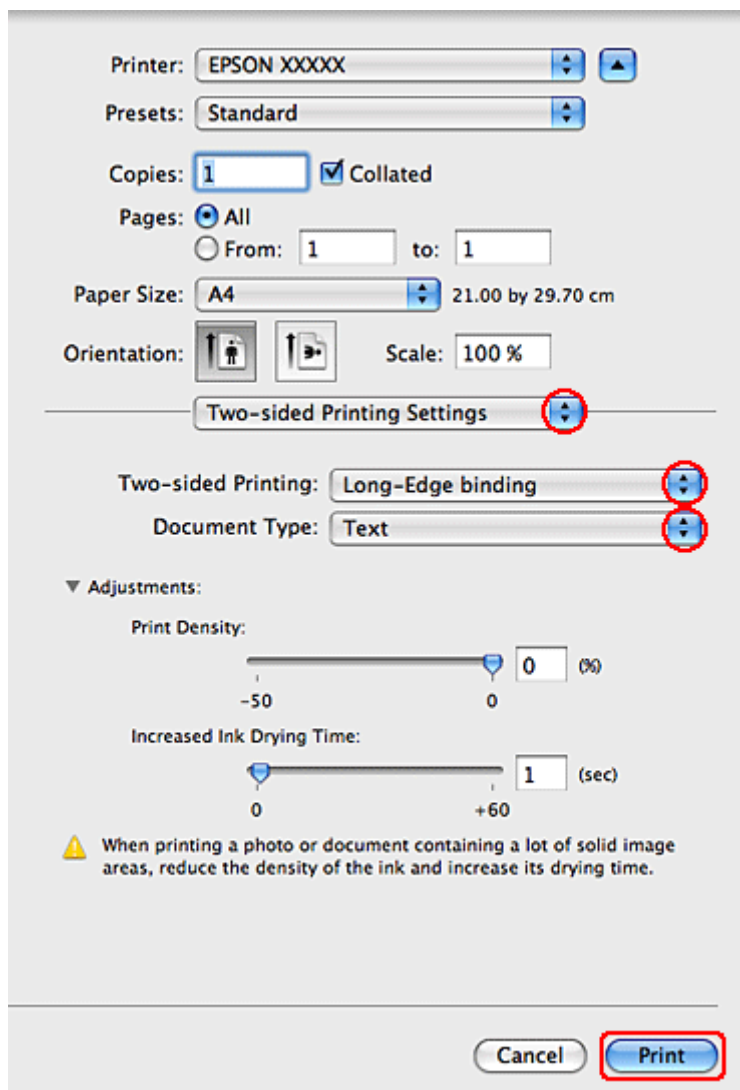 Printer: EPSON XXXXX
Presets: Standard
Copies: 1 Collated
Pages: All
From: 1 to: 1
Paper Size: A4 21.00 by 29.70 cm
Orientation: Scale: 100 %
Two-sided Printing Settings
Two-sided Printing: Long-Edge binding
Document Type: Text
Adjustments:
Print Density:
0 (%)
-50 0
Increased Ink Drying Time:
1 (sec)
0 +60
When printing a photo or document containing a lot of solid image
areas, reduce the density of the ink and increase its drying time.
Cancel Print